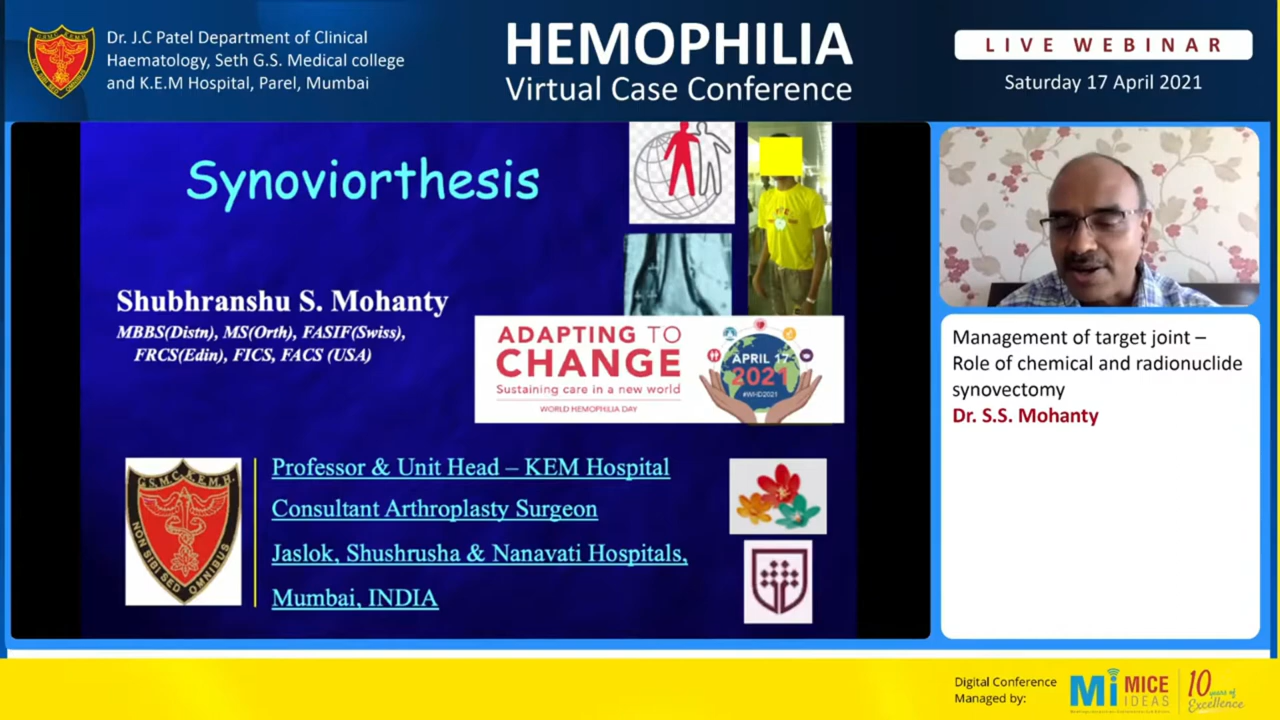 Dr. J.C Patel Department of Clinical
Haematology, Seth G.S. Medical college
and K.E.M Hospital, Parel, Mumbai
HEMOPHILIA
Virtual Case Conference
LIVE WEBINAR
Saturday 17 April 2021
Synoviorthesis
Shubhranshu S. Mohanty
MBBS(Distn), MS(Orth), FASIF(Swiss),
FRCS(Edin), FICS, FACS (USA)
ADAPTING TO
CHANGE
Sustaining care in a new world
WORLD HEMOPHILIA DAY
APRIL 17
2021
#WHD2021
G.S.M.C. K.E.M.H.
NON SIBI SED OMNIBUS
Professor & Unit Head – KEM Hospital
Consultant Arthroplasty Surgeon
Jaslok, Shushrusha & Nanavati Hospitals,
Mumbai, INDIA
Management of target joint –
Role of chemical and radionuclide
synovectomy
Dr. S.S. Mohanty
Digital Conference
Managed by:
Mi MICE
IDEAS
10 years of
Excellence